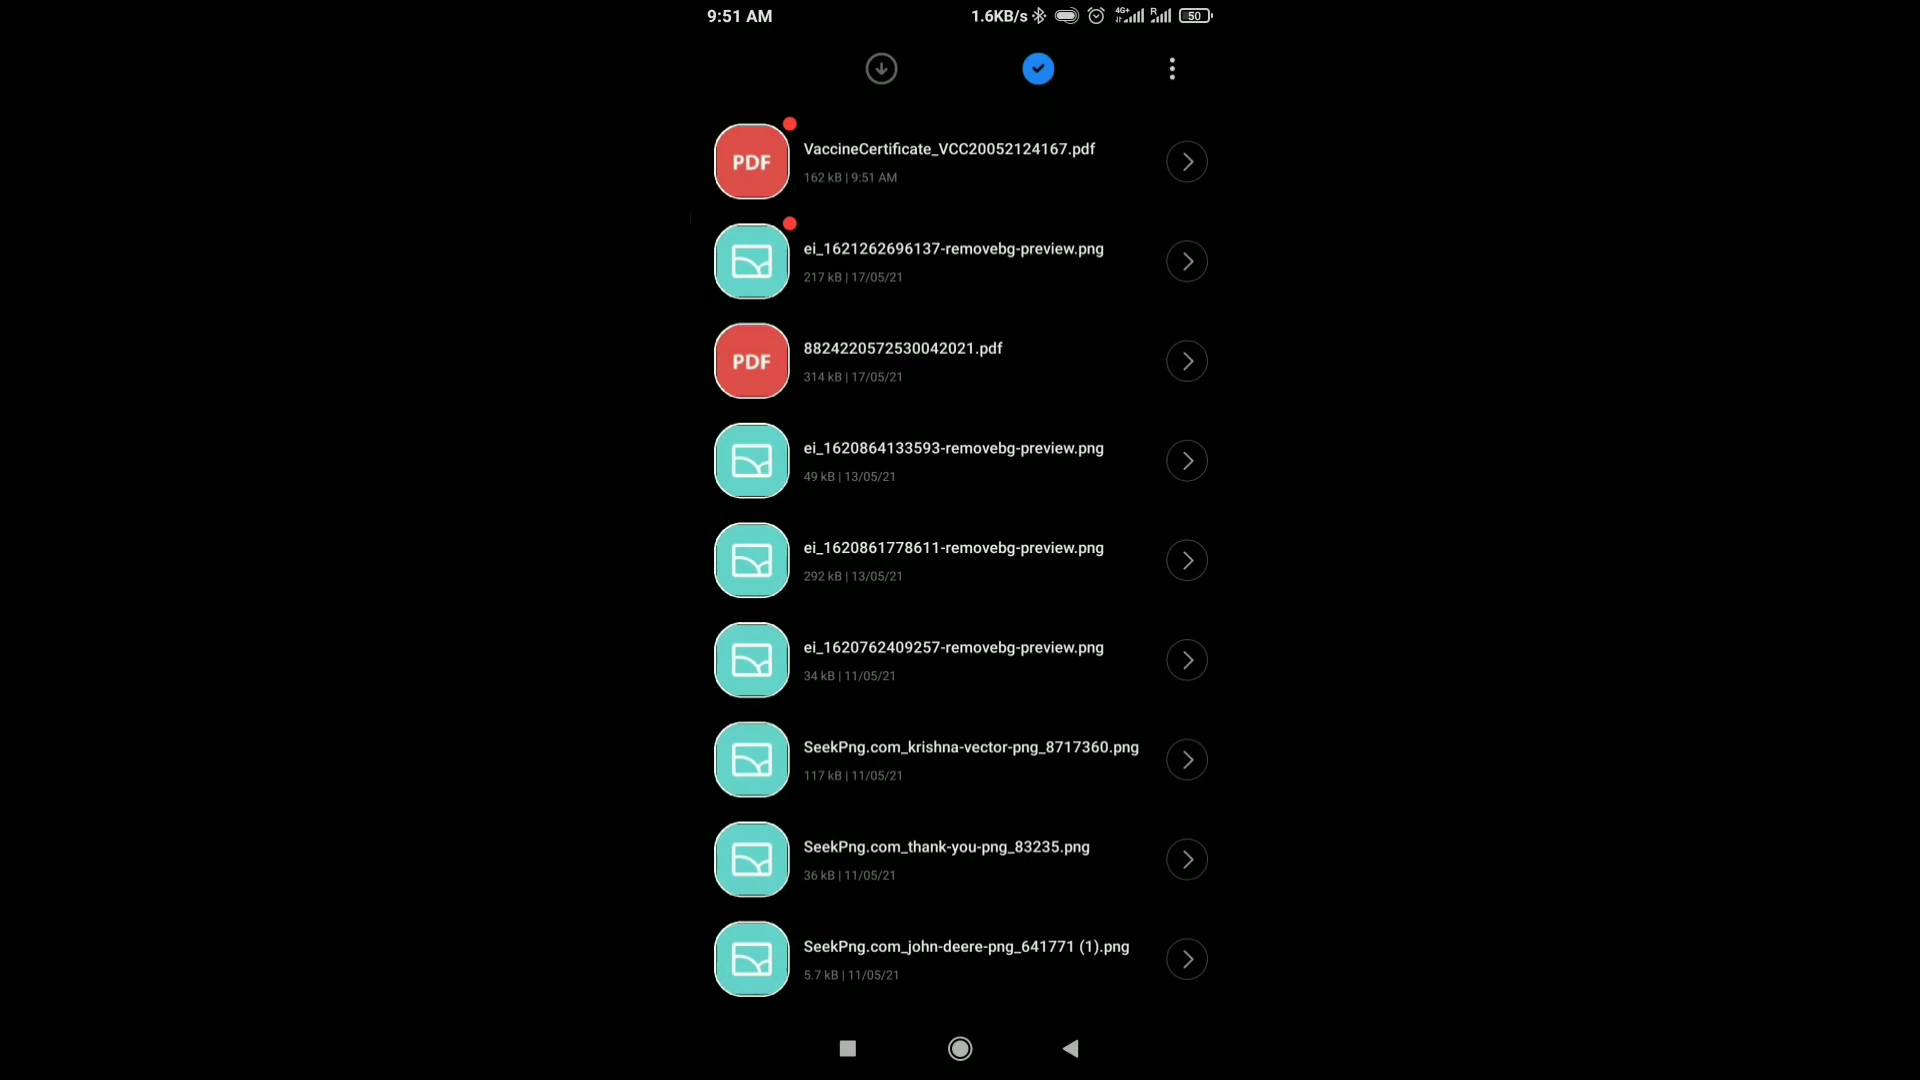 9:51 AM
1.6KB/s 4G+ R 50
PDF
VaccineCertificate_VCC20052124167.pdf
162 kB | 9:51 AM
ei_1621262696137-removebg-preview.png
217 kB | 17/05/21
PDF
8824220572530042021.pdf
314 kB | 17/05/21
ei_1620864133593-removebg-preview.png
49 kB | 13/05/21
ei_1620861778611-removebg-preview.png
292 kB | 13/05/21
ei_1620762409257-removebg-preview.png
34 kB | 11/05/21
SeekPng.com_krishna-vector-png_8717360.png
117 kB | 11/05/21
SeekPng.com_thank-you-png_83235.png
36 kB | 11/05/21
SeekPng.com_john-deere-png_641771 (1).png
5.7 kB | 11/05/21